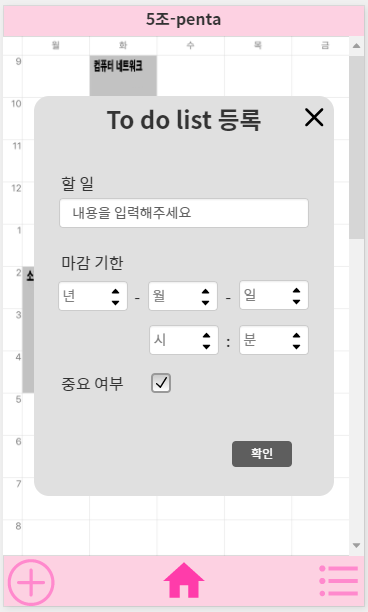 5조-penta
월 화 수 목 금
9 컴퓨터 네트워크
10
To do list 등록
11
할 일
12
내용을 입력해주세요
1
마감 기한
2 소
년 - 월 - 일
3
시 : 분
4
중요 여부
5
6
확인
7
8